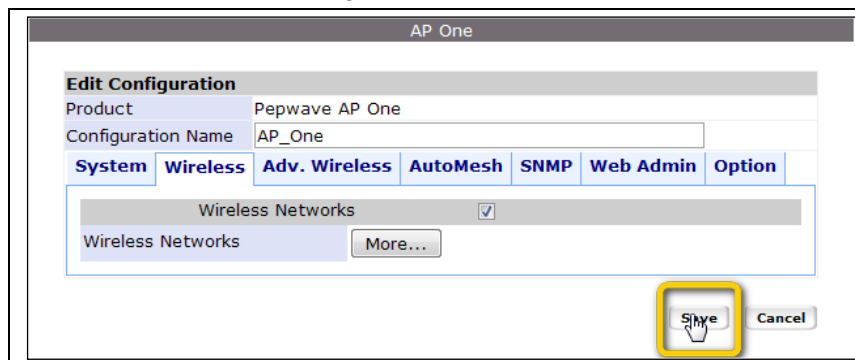 AP One
Edit Configuration
Product Pepwave AP One
Configuration Name AP_One
System Wireless Adv. Wireless AutoMesh SNMP Web Admin Option
Wireless Networks
Wireless Networks More...
Save Cancel